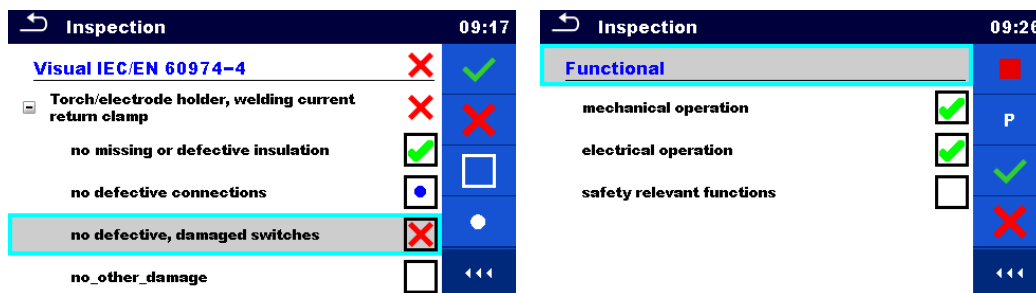 Inspection 09:17
Visual IEC/EN 60974-4
Torch/electrode holder, welding current
return clamp
no missing or defective insulation
no defective connections
no defective, damaged switches
no_other_damage
Inspection 09:26
Functional
P
mechanical operation
electrical operation
safety relevant functions